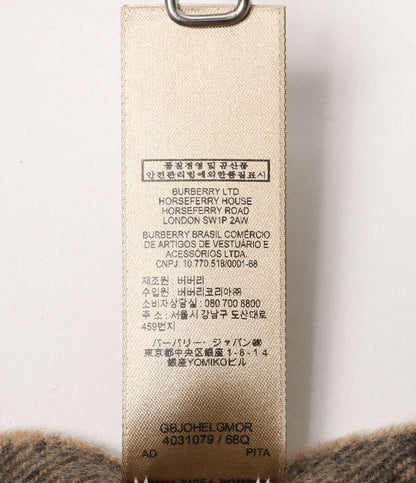 품질경영 및 공산품
안전관리법에의한품질표시
BURBERRY LTD
HORSEFERRY HOUSE
HORSEFERRY ROAD
LONDON SW1P 2AW
BURBERRY BRASIL COMÉRCIO
DE ARTIGOS DE VESTUÁRIO E
ACESSÓRIOS LTDA.
CNPJ: 10.770.518/0001-68
제조원 : 버버리
수입원 : 버버리코리아(주)
소비자상담실 : 080 700 8800
주 소 : 서울시 강남구 도산대로
459번지
バーバリー・ジャパン㈱
東京都中央区銀座1-8-14
銀座YOMIKOビル
GBJOHELGMOR
4031079 / 68Q
AD PITA